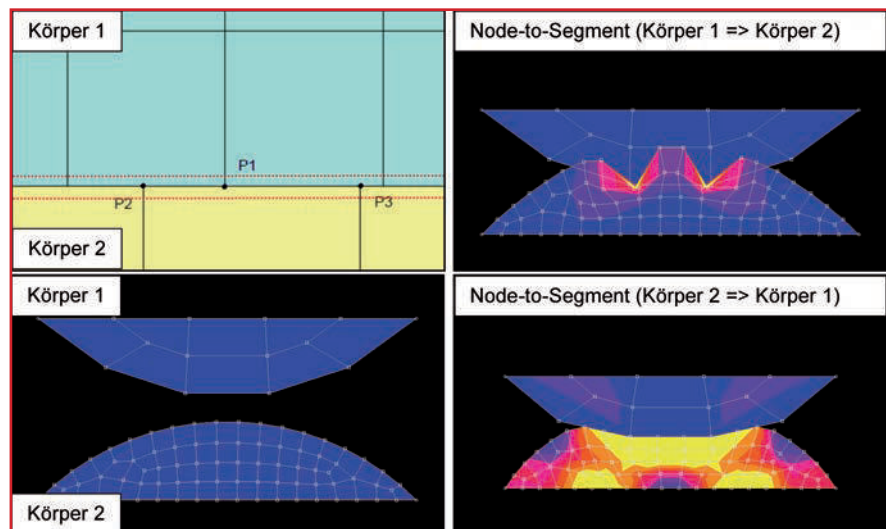 Körper 1
P1
P2
P3
Körper 2
Node-to-Segment (Körper 1 => Körper 2)
Körper 1
Körper 2
Node-to-Segment (Körper 2 => Körper 1)